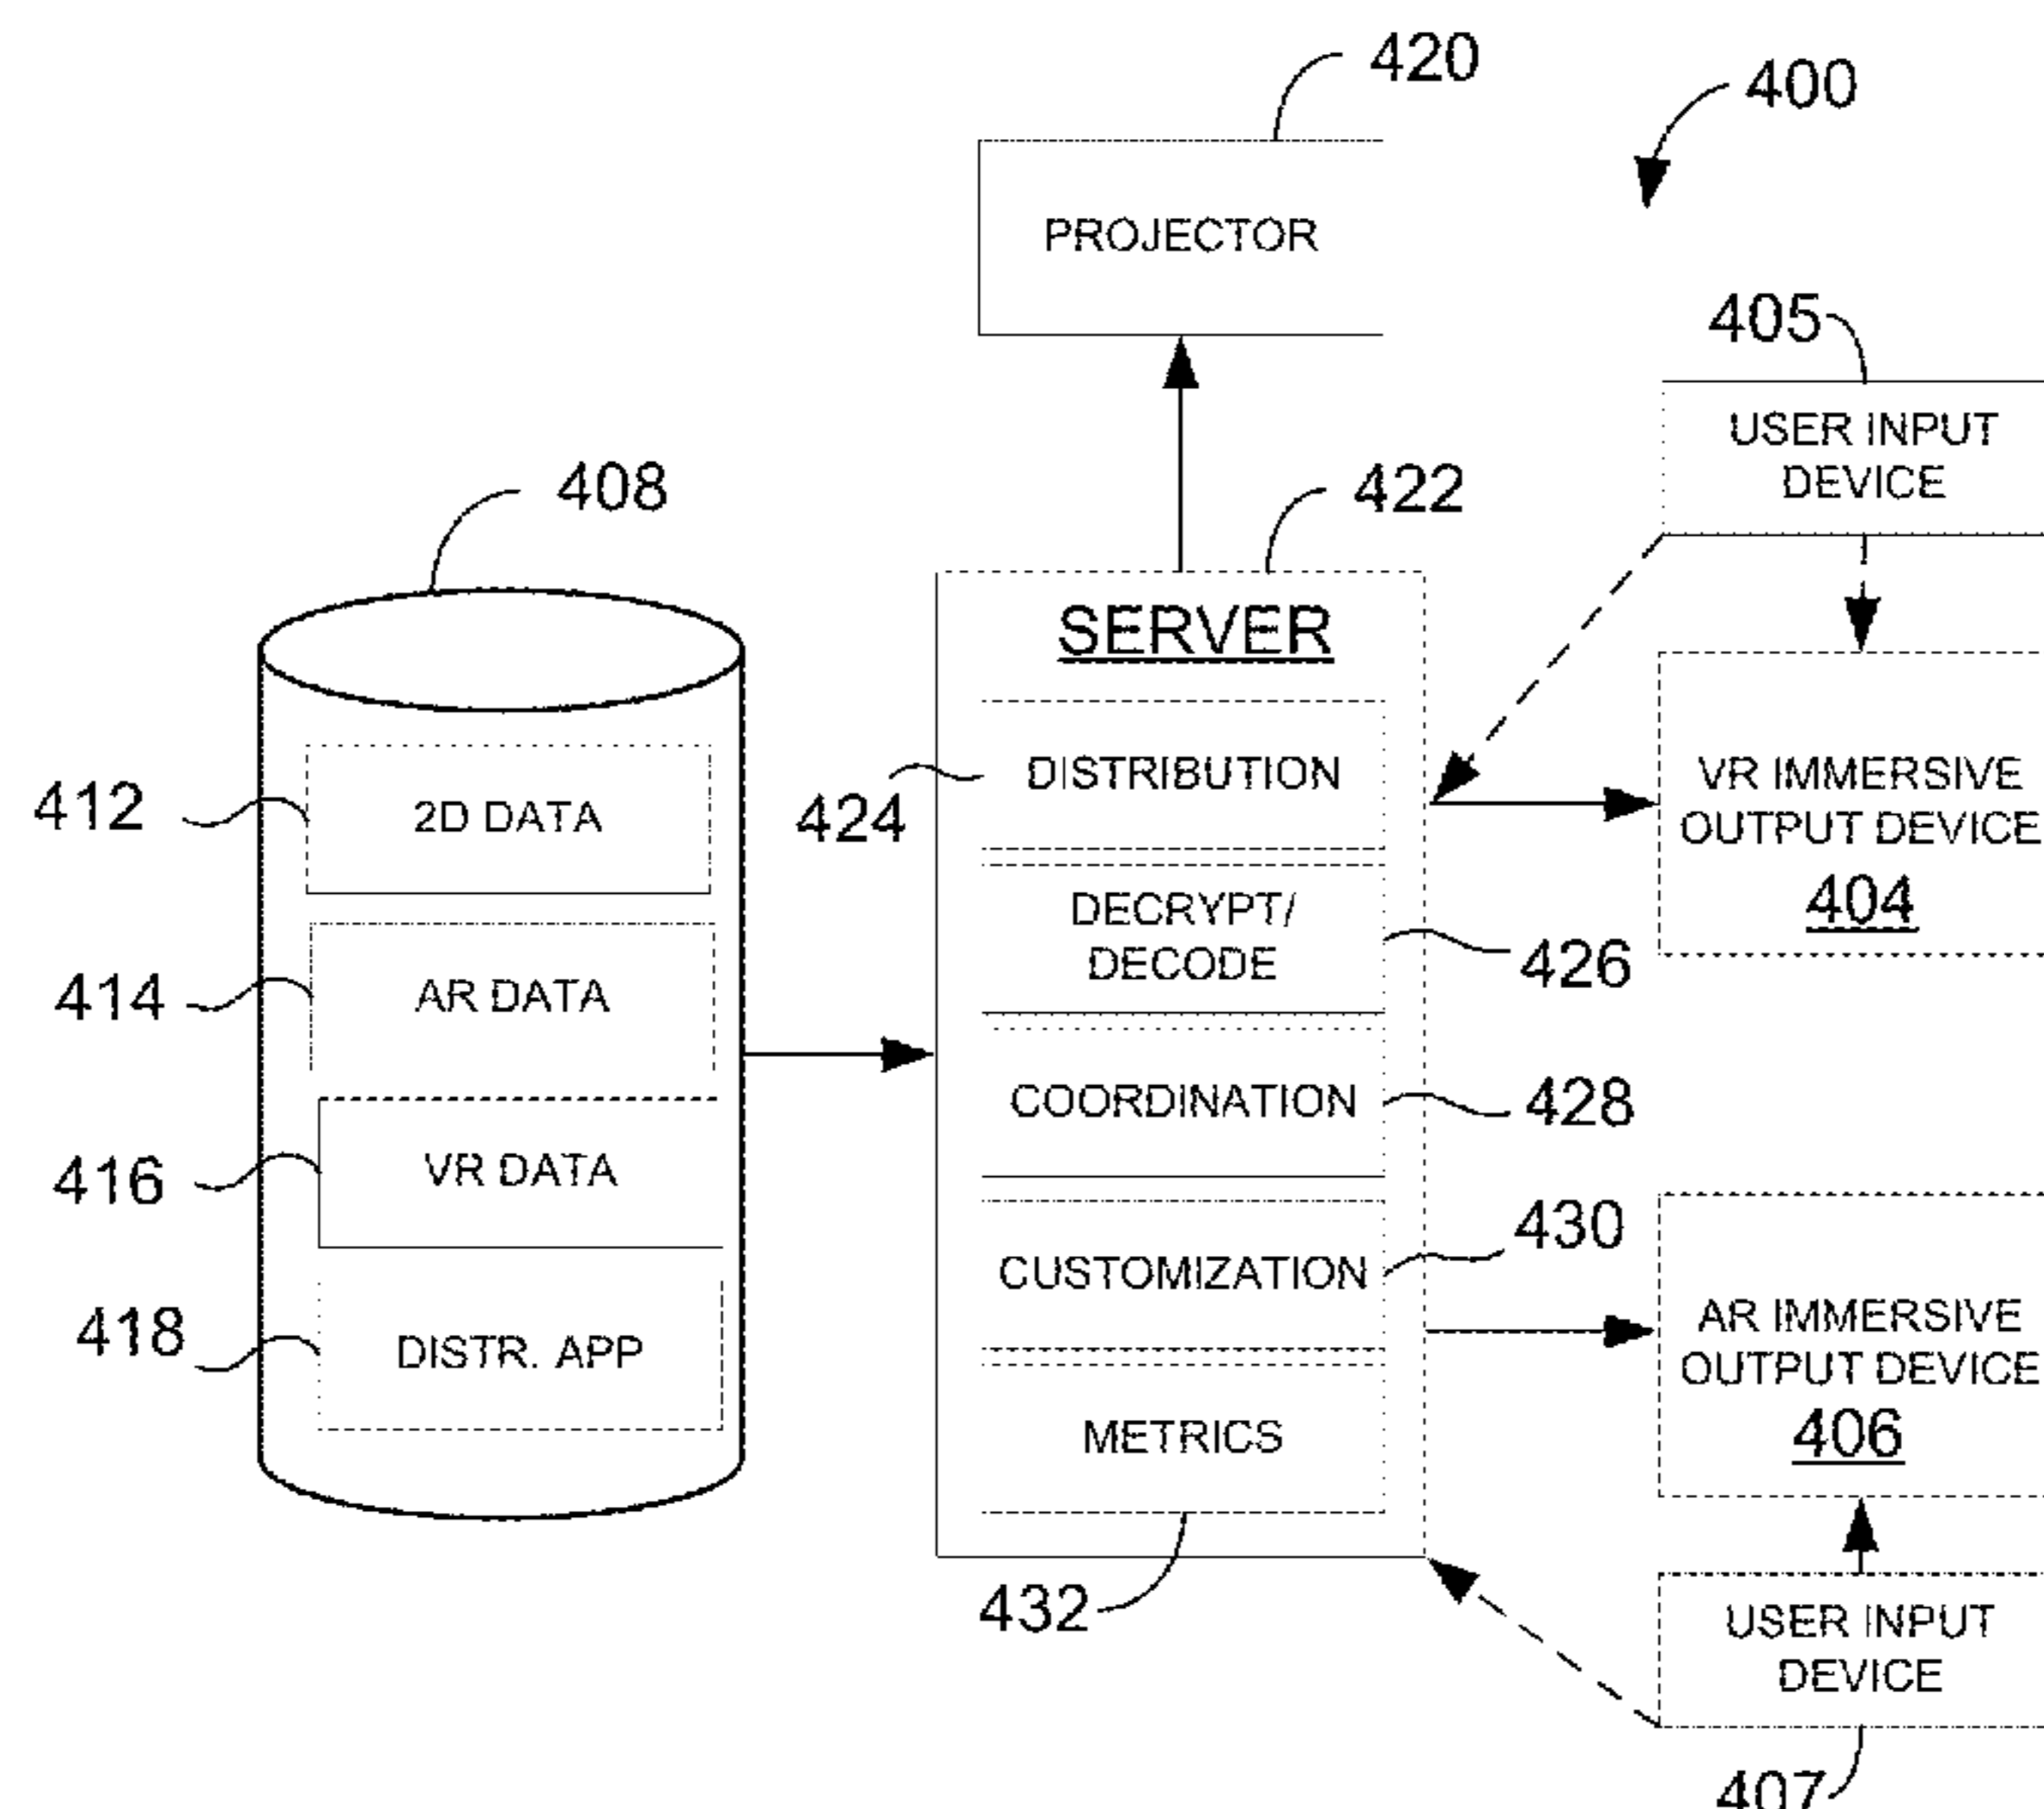 420
400
PROJECTOR
405
USER INPUT
DEVICE
408
422
SERVER
412
2D DATA
424
DISTRIBUTION
VR IMMERSIVE
OUTPUT DEVICE
404
DECRYPT/
DECODE
426
414
AR DATA
COORDINATION
428
416
VR DATA
430
CUSTOMIZATION
418
DISTR. APP
AR IMMERSIVE
OUTPUT DEVICE
406
METRICS
432
USER INPUT
DEVICE
407